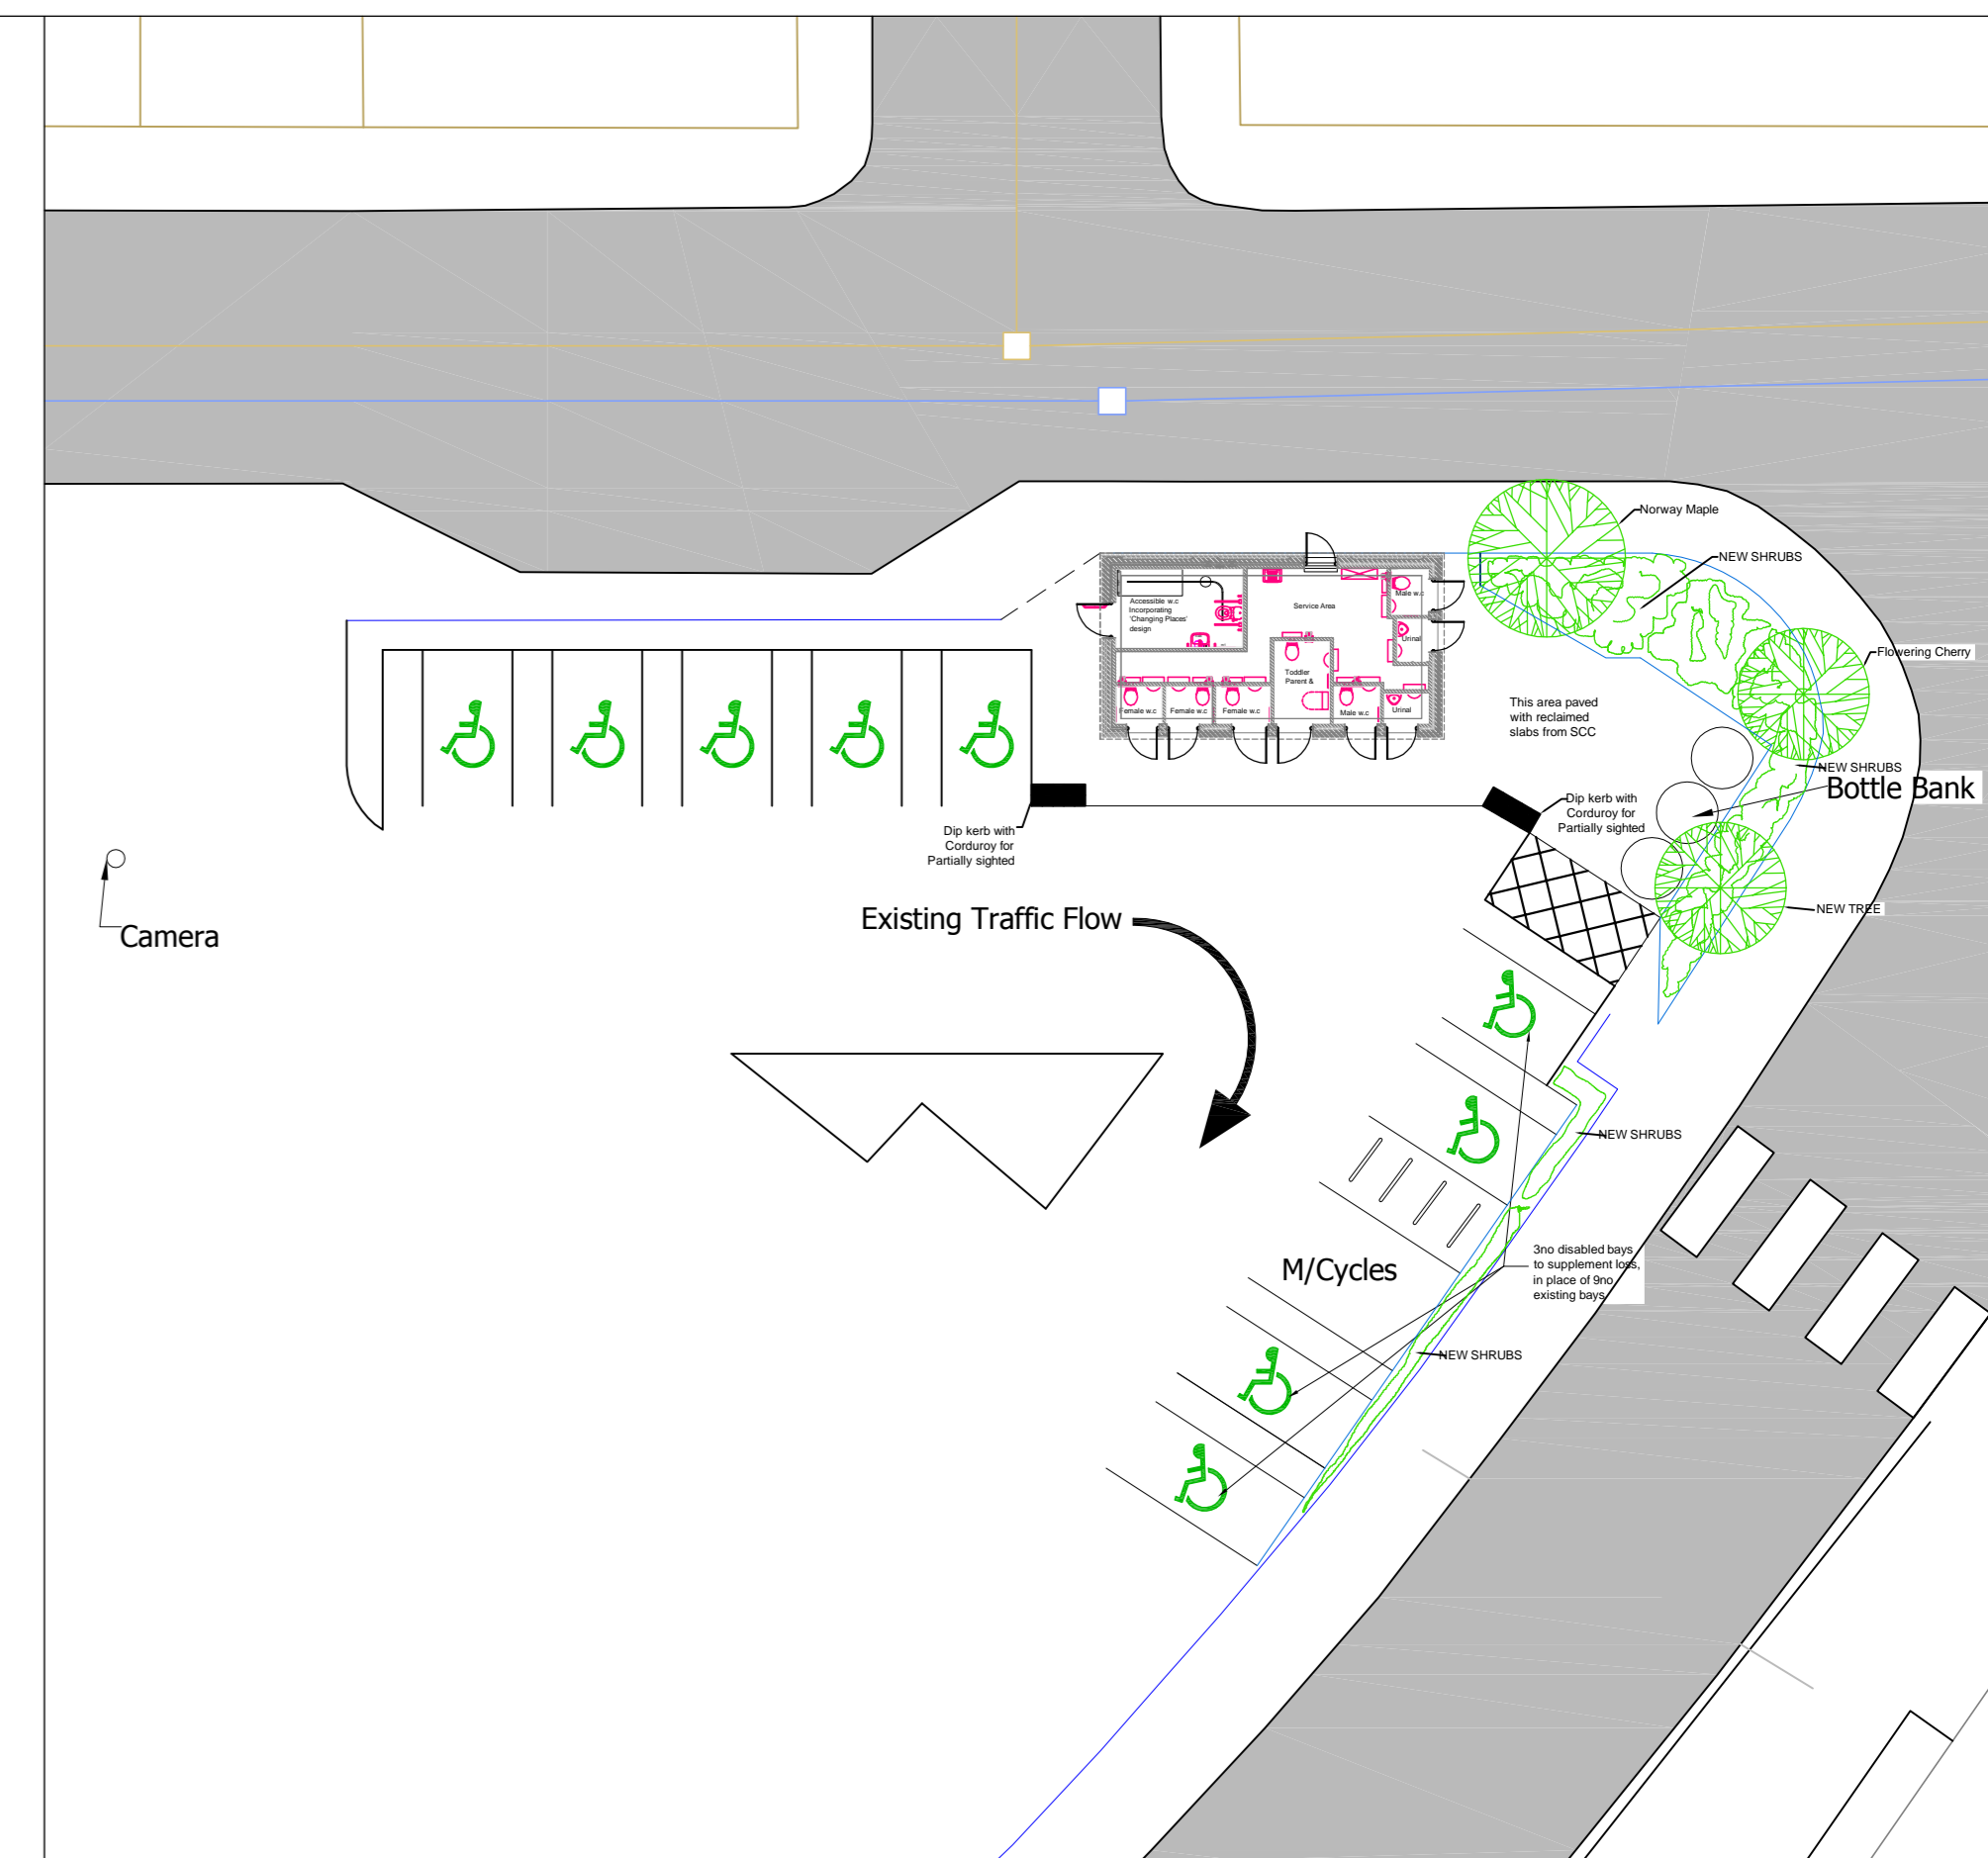 Norway Maple
NEW SHRUBS
Accessible w.c
Incorporating
'Changing Places'
design
Service Area
Male w.c
Urinal
Toddler
Parent &
Female w.c
Female w.c
Female w.c
Male w.c
Urinal
Flowering Cherry
This area paved
with reclaimed
slabs from SCC
NEW SHRUBS
Bottle Bank
Dip kerb with
Corduroy for
Partially sighted
Dip kerb with
Corduroy for
Partially sighted
Camera
Existing Traffic Flow
NEW TREE
NEW SHRUBS
M/Cycles
3no disabled bays
to supplement loss,
in place of 9no
existing bays
NEW SHRUBS